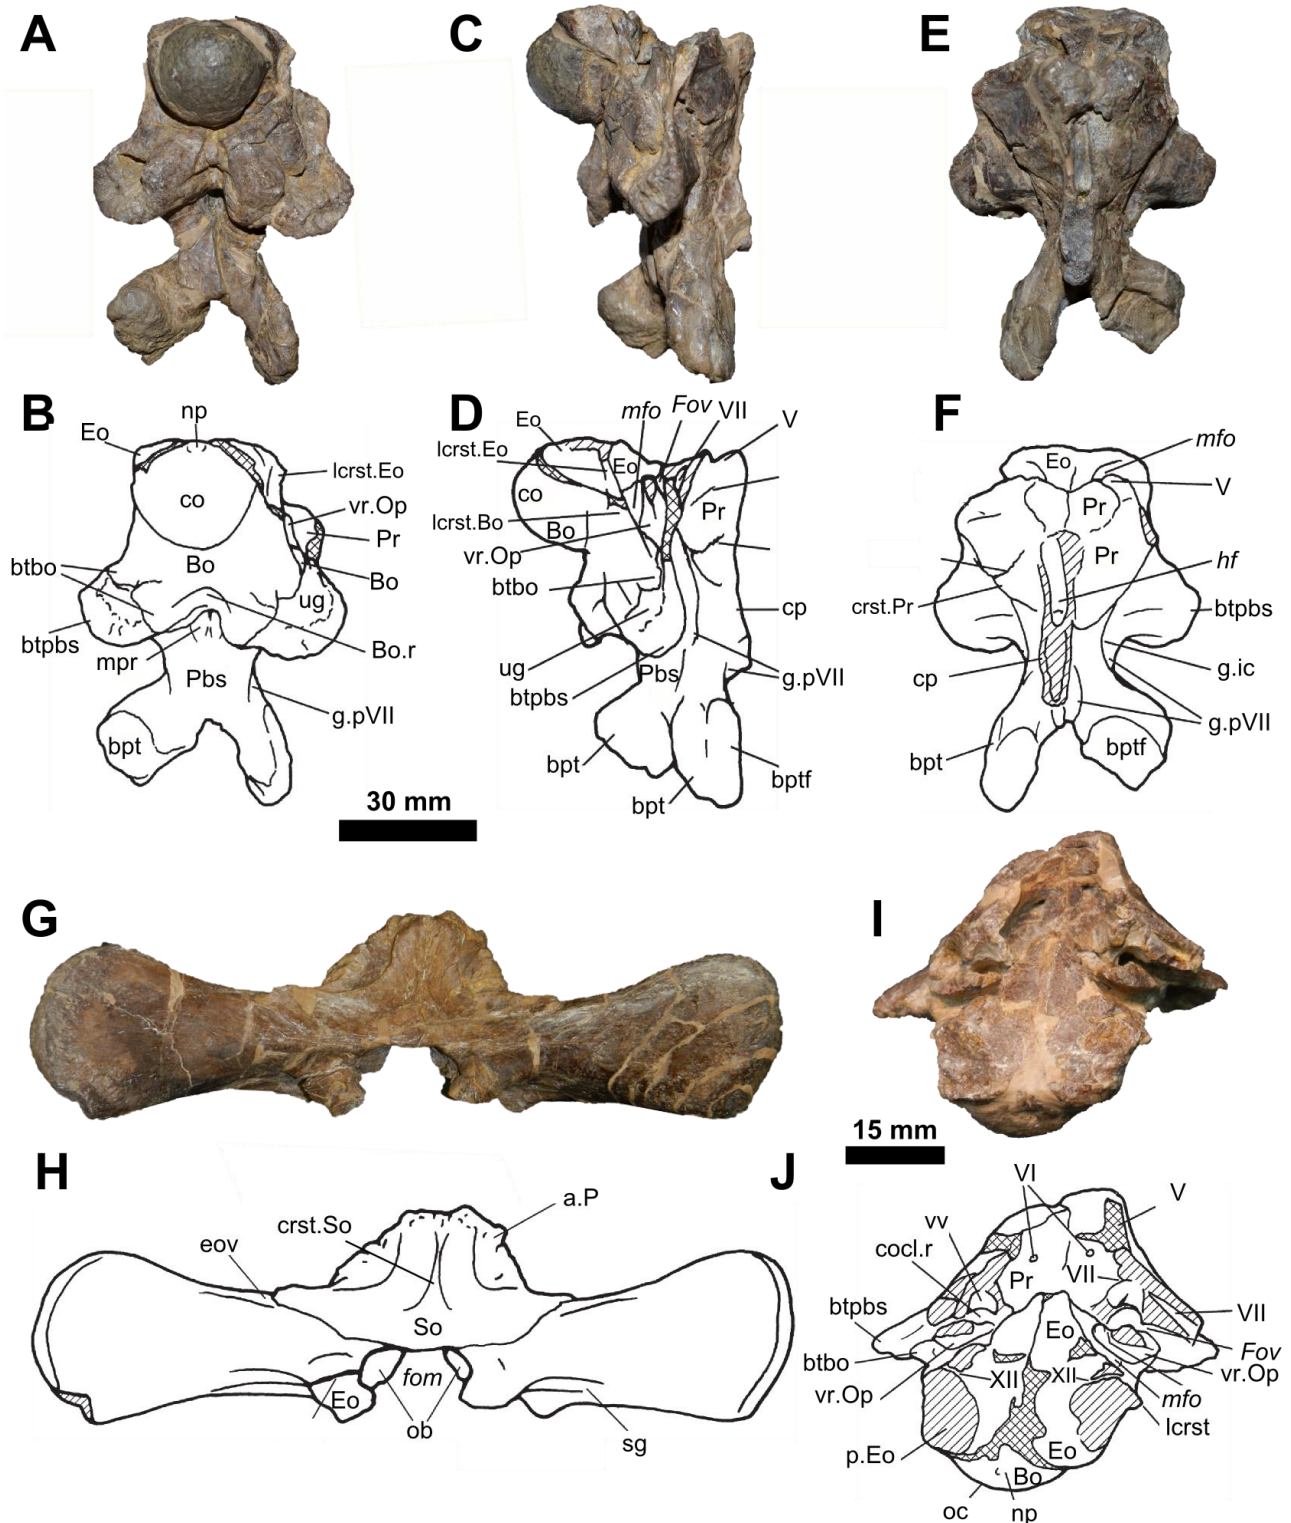 A
C
E
B
np
Eo
lcrst.Eo
co
vr.Op
Pr
btbo
Bo
Bo
ug
btpbs
mpr
Bo.r
Pbs
g.pVII
bpt
30 mm
D
Eo
mfo
Fov
VII
V
lcrst.Eo
Eo
co
Pr
lcrst.Bo
Bo
vr.Op
btbo
cp
ug
Pbs
btpbs
g.pVII
bpt
bptf
bpt
F
mfo
Eo
V
Pr
Pr
hf
crst.Pr
btpbs
g.ic
cp
g.pVII
bptf
bpt
G
I
15 mm
H
a.P
crst.So
eov
So
fom
Eo
ob
sg
J
VI
V
vv
cocl.r
Pr
VII
btpbs
VII
Eo
Fov
btbo
XII
XII
vr.Op
vr.Op
mfo
lcrst
p.Eo
Eo
Bo
oc
np